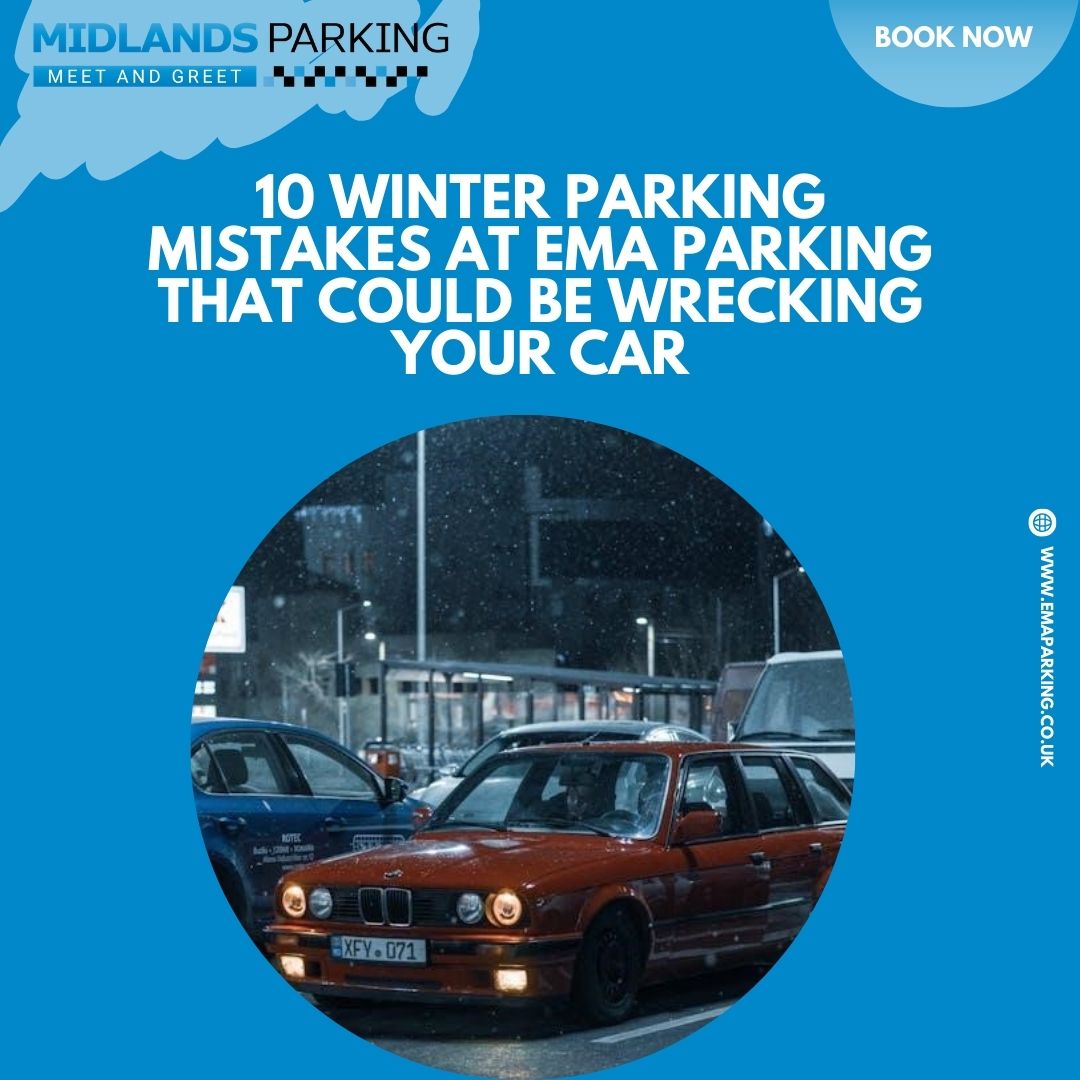 MIDLANDS PARKING
MEET AND GREET
BOOK NOW
10 WINTER PARKING
MISTAKES AT EMA PARKING
THAT COULD BE WRECKING
YOUR CAR
WWW.EMAPARKING.CO.UK
ROTEC
XFY 071